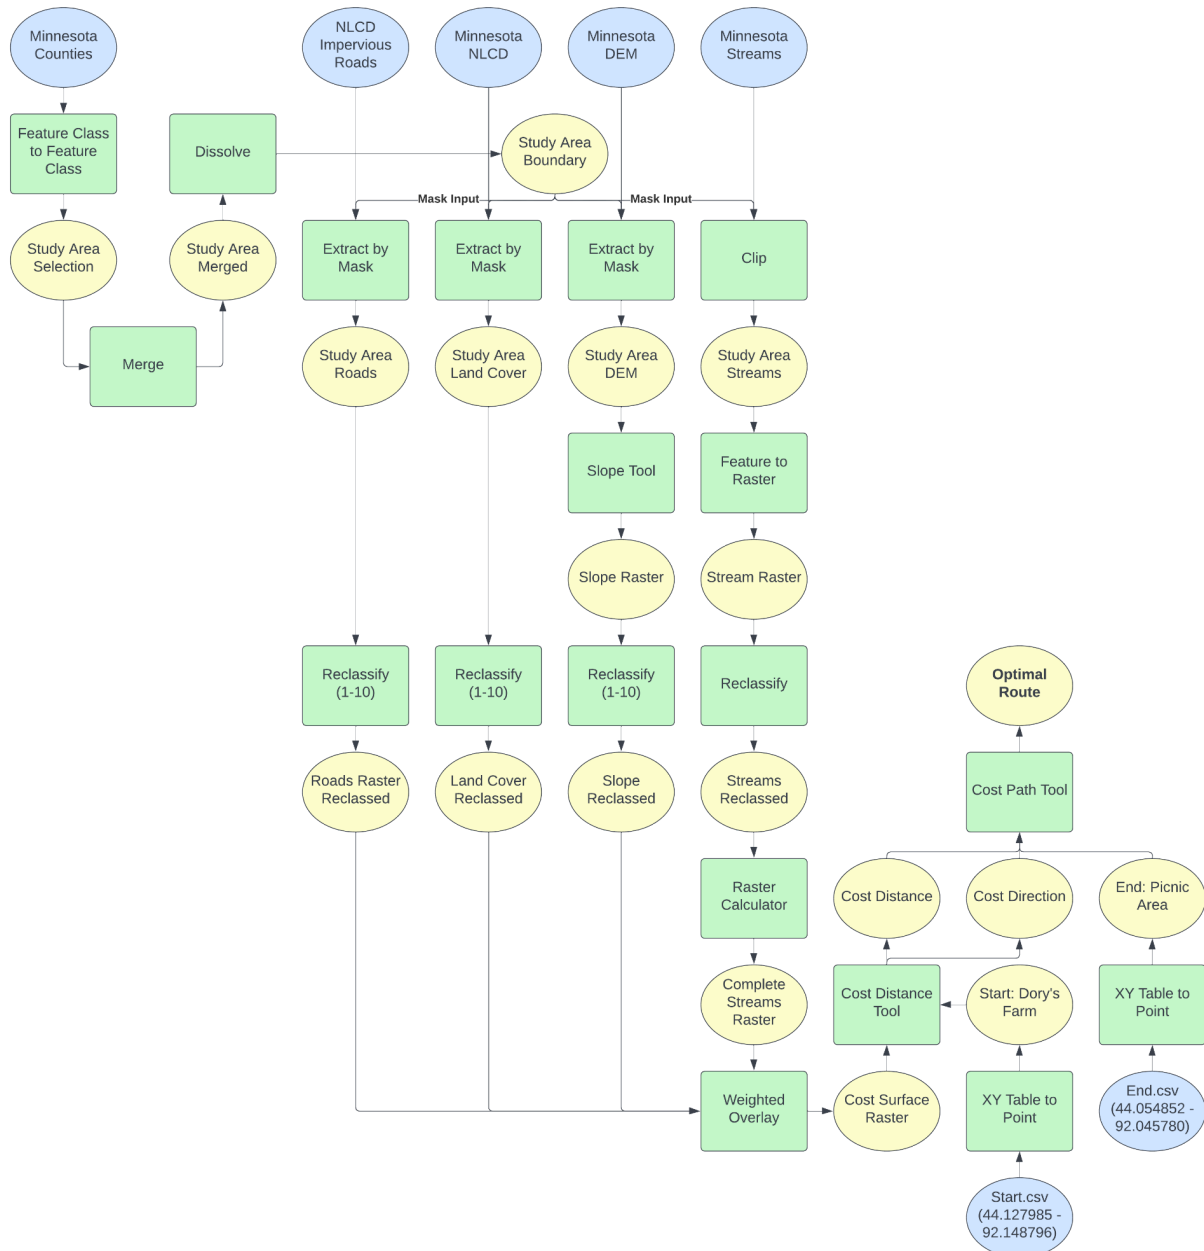 Minnesota
Counties
NLCD
Impervious
Roads
Minnesota
NLCD
Minnesota
DEM
Minnesota
Streams
Feature Class
to Feature
Class
Dissolve
Study Area
Boundary
Mask Input
Mask Input
Study Area
Selection
Study Area
Merged
Extract by
Mask
Extract by
Mask
Extract by
Mask
Clip
Merge
Study Area
Roads
Study Area
Land Cover
Study Area
DEM
Study Area
Streams
Slope Tool
Feature to
Raster
Slope Raster
Stream Raster
Reclassify
(1-10)
Reclassify
(1-10)
Reclassify
(1-10)
Reclassify
Optimal
Route
Roads Raster
Reclassed
Land Cover
Reclassed
Slope
Reclassed
Streams
Reclassed
Cost Path Tool
Raster
Calculator
Cost Distance
Cost Direction
End: Picnic
Area
Complete
Streams
Raster
Cost Distance
Tool
Start: Dory's
Farm
XY Table to
Point
Weighted
Overlay
Cost Surface
Raster
XY Table to
Point
End.csv
(44.054852 -
92.045780)
Start.csv
(44.127985 -
92.148796)